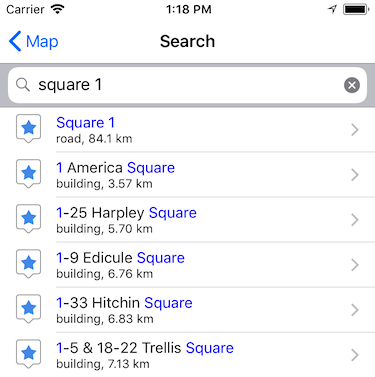 Carrier 1:18 PM
Map Search
square 1
Square 1
road, 84.1 km
1 America Square
building, 3.57 km
1-25 Harpley Square
building, 5.70 km
1-9 Edicule Square
building, 6.76 km
1-33 Hitchin Square
building, 6.83 km
1-5 & 18-22 Trellis Square
building, 7.13 km